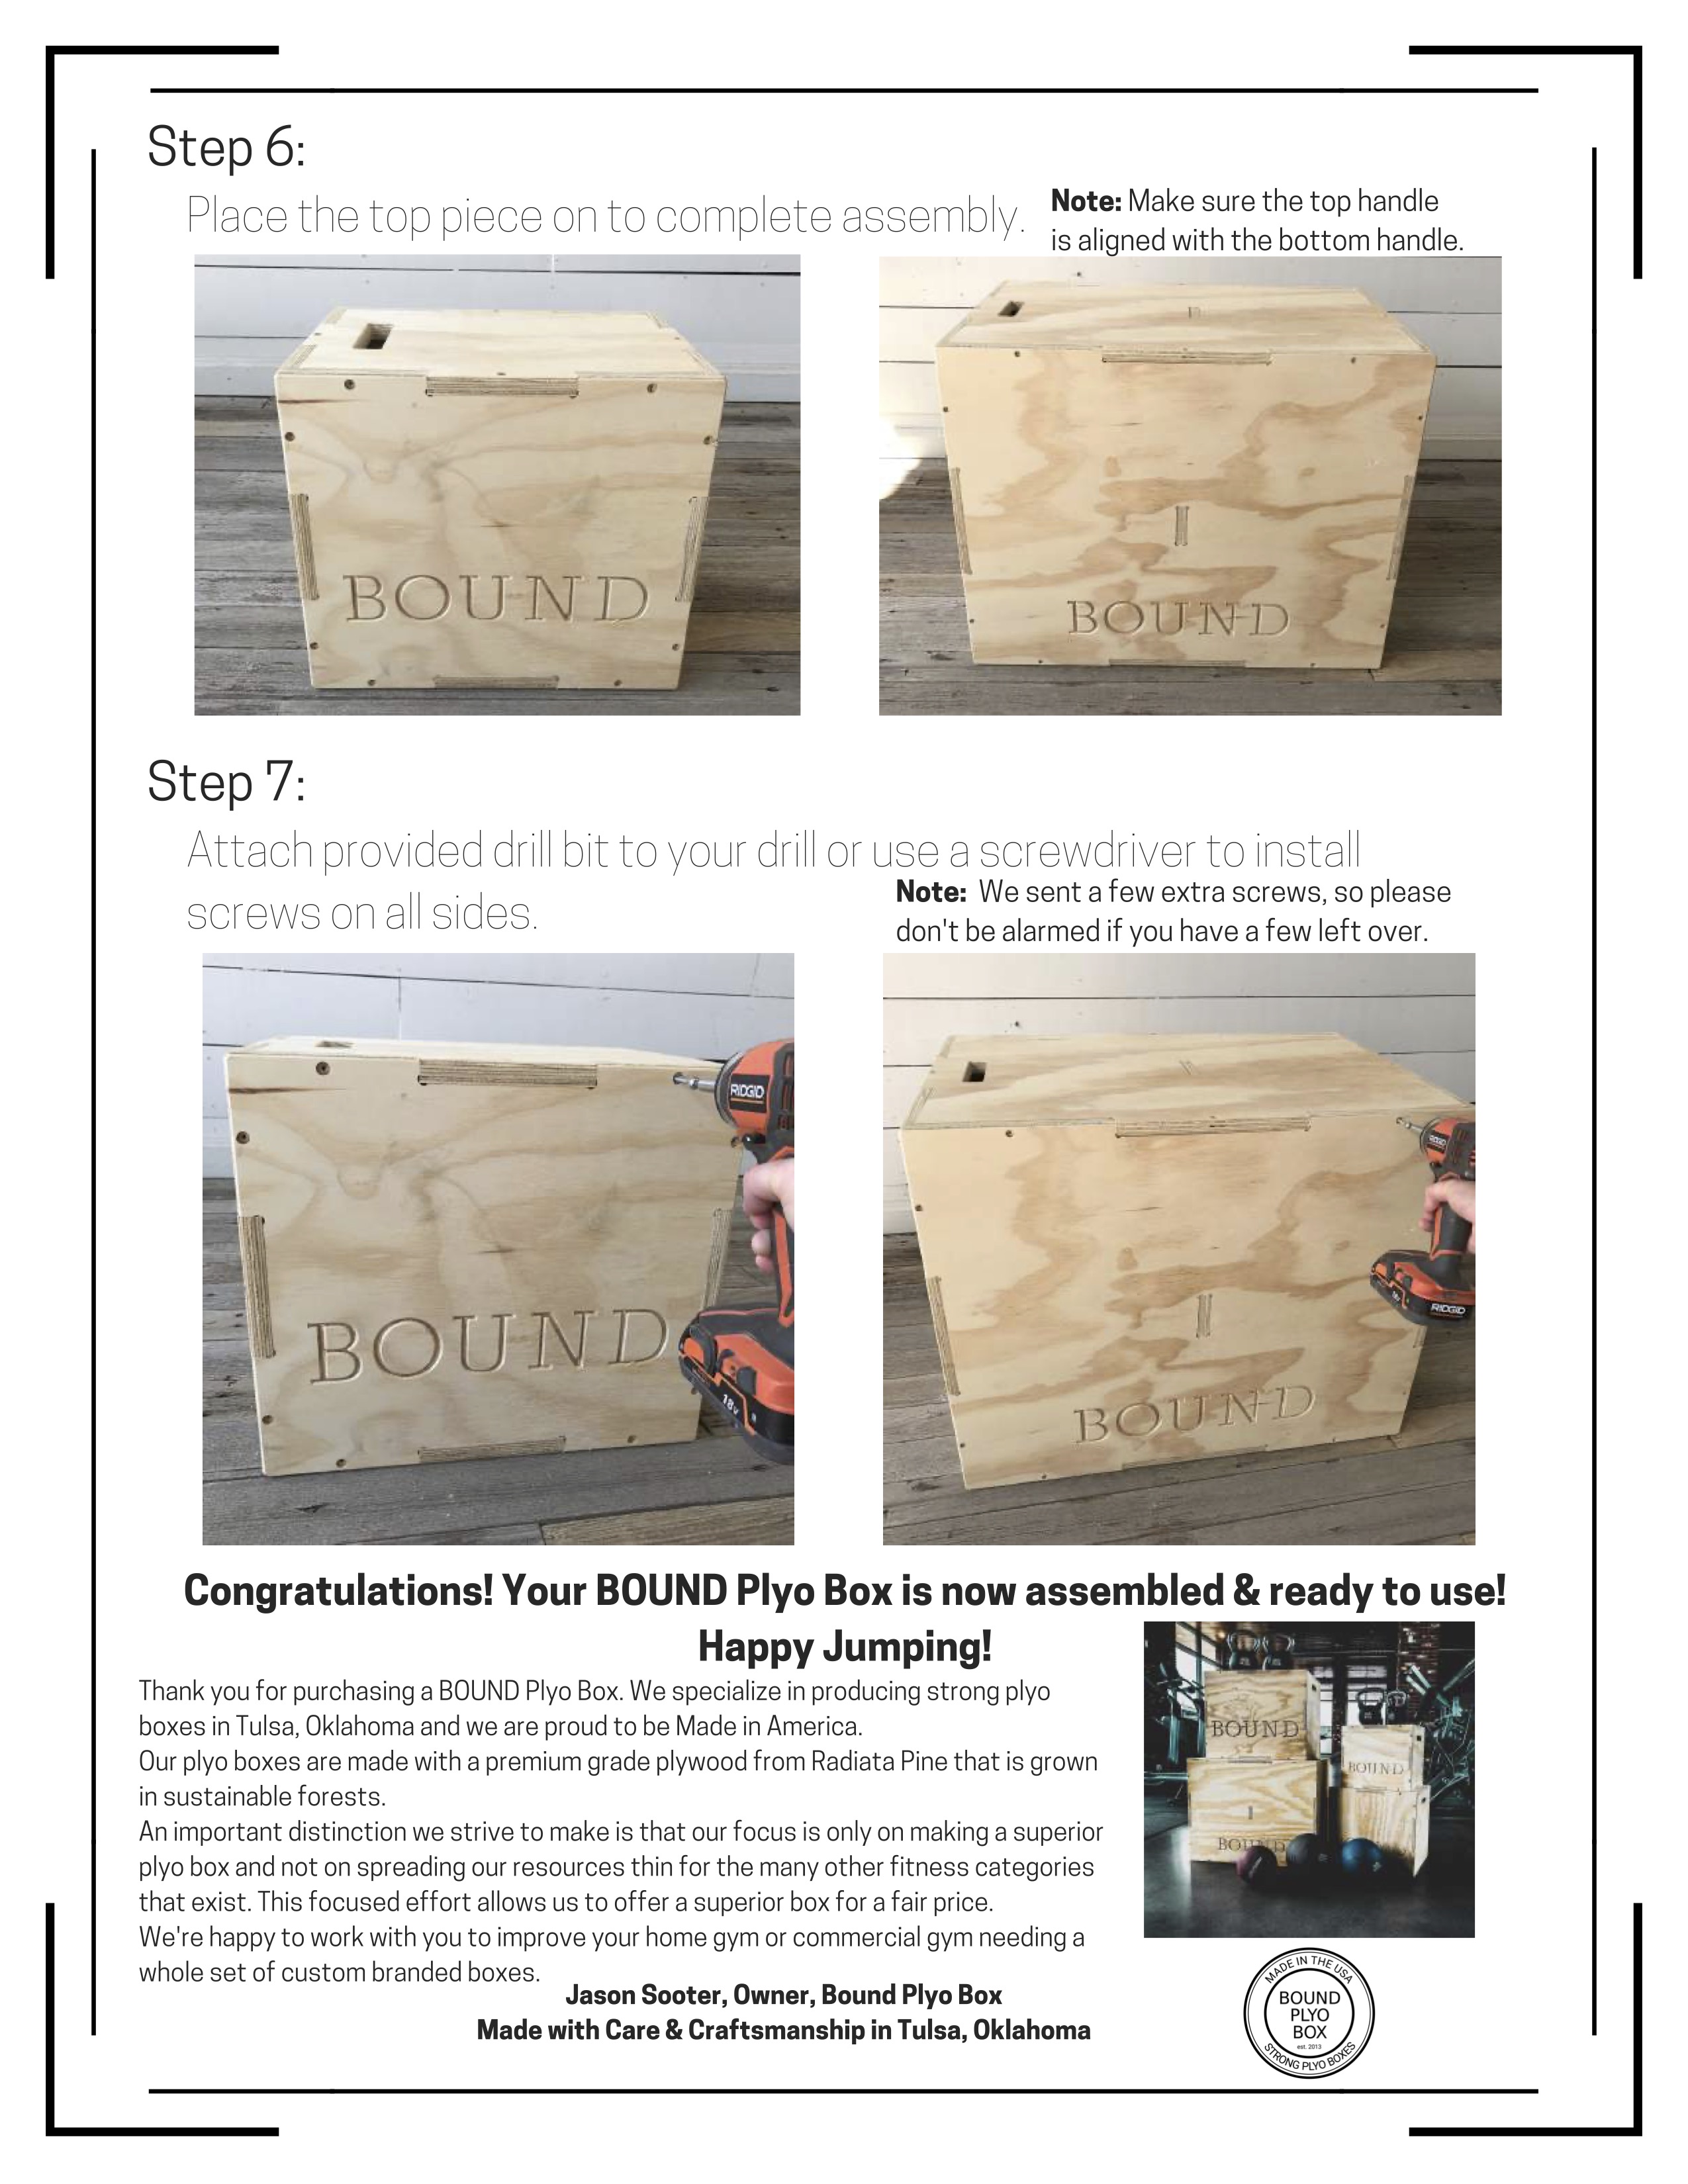 Step 6:
Place the top piece on to complete assembly.
Note: Make sure the top handle
is aligned with the bottom handle.
BOUND
BOUND
Step 7:
Attach provided drill bit to your drill or use a screwdriver to install
screws on all sides.
Note: We sent a few extra screws, so please
don't be alarmed if you have a few left over.
RIDGID
BOUND
18V
RIDGID
BOUND
RIDGID
Congratulations! Your BOUND Plyo Box is now assembled & ready to use!
Happy Jumping!
Thank you for purchasing a BOUND Plyo Box. We specialize in producing strong plyo
boxes in Tulsa, Oklahoma and we are proud to be Made in America.
Our plyo boxes are made with a premium grade plywood from Radiata Pine that is grown
in sustainable forests.
An important distinction we strive to make is that our focus is only on making a superior
plyo box and not on spreading our resources thin for the many other fitness categories
that exist. This focused effort allows us to offer a superior box for a fair price.
We're happy to work with you to improve your home gym or commercial gym needing a
whole set of custom branded boxes.
Jason Sooter, Owner, Bound Plyo Box
Made with Care & Craftsmanship in Tulsa, Oklahoma
BOUND
BOUND
BOUND
MADE IN THE USA
BOUND
PLYO
BOX
est. 2013
STRONG PLYO BOXES